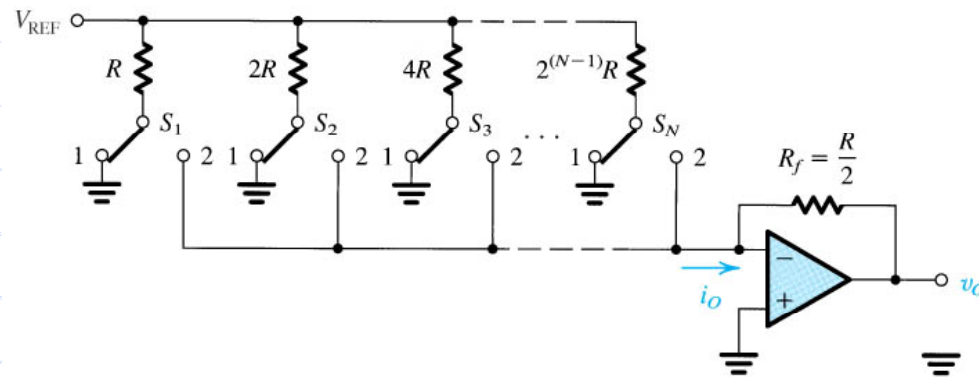 V_REF
R 2R 4R 2^(N−1)R
S_1 S_2 S_3 ... S_N
1 2 1 2 1 2 1 2
R_f = R/2
−
i_O
+
v_O